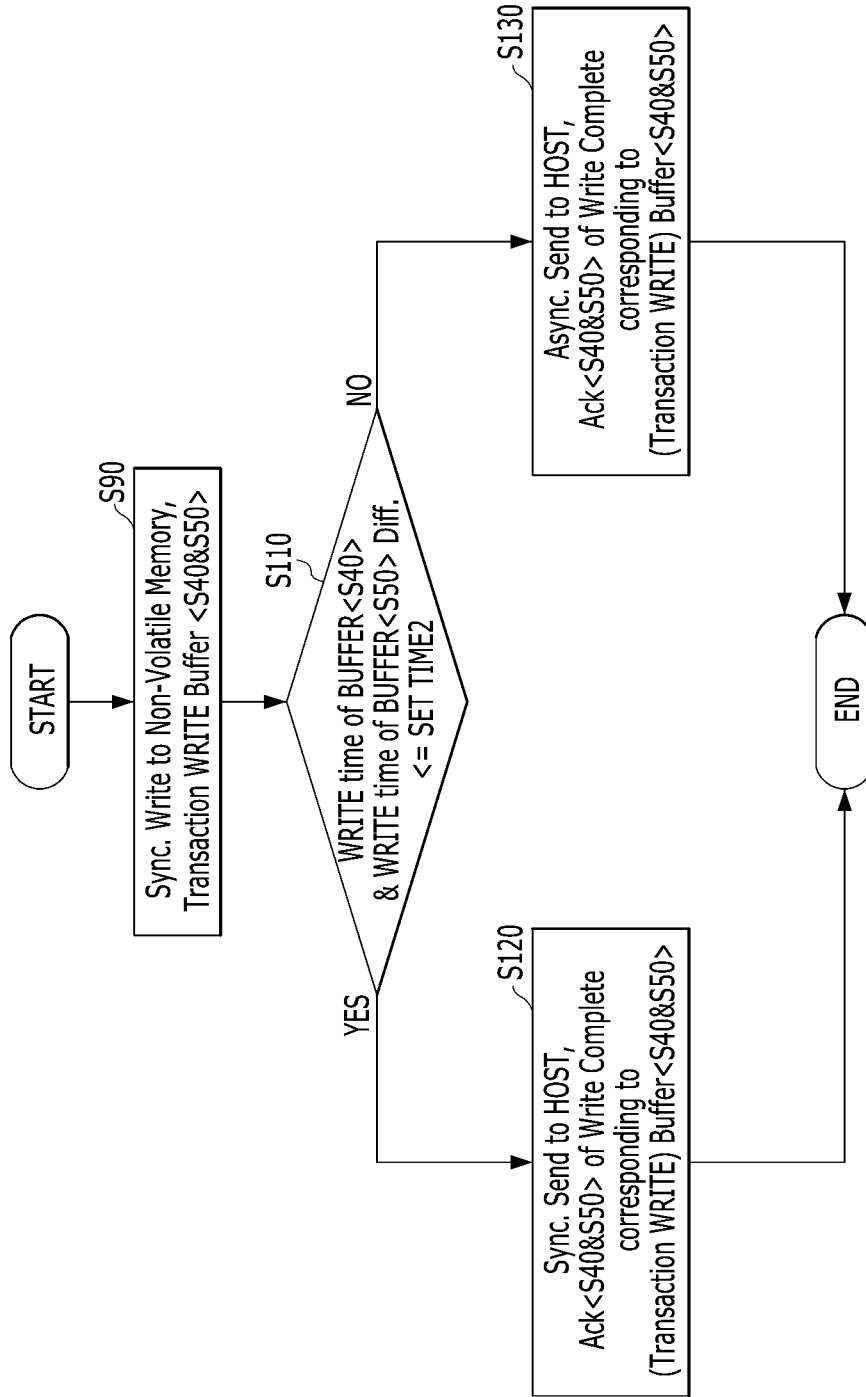 START
S90
Sync. Write to Non-Volatile Memory,
Transaction WRITE Buffer <S40&S50>
S110
WRITE time of BUFFER<S40>
& WRITE time of BUFFER<S50> Diff.
<= SET TIME2
YES
NO
S120
Sync. Send to HOST,
Ack<S40&S50> of Write Complete
corresponding to
(Transaction WRITE) Buffer<S40&S50>
S130
Async. Send to HOST,
Ack<S40&S50> of Write Complete
corresponding to
(Transaction WRITE) Buffer<S40&S50>
END